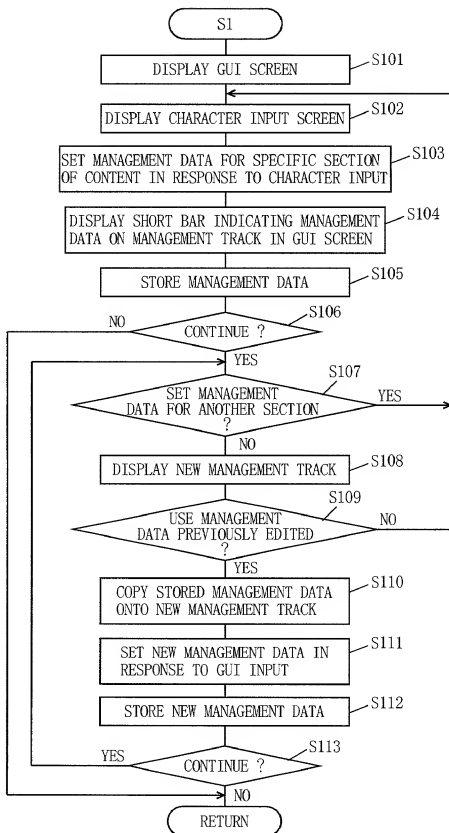 S1
DISPLAY GUI SCREEN
S101
DISPLAY CHARACTER INPUT SCREEN
S102
SET MANAGEMENT DATA FOR SPECIFIC SECTION
OF CONTENT IN RESPONSE TO CHARACTER INPUT
S103
DISPLAY SHORT BAR INDICATING MANAGEMENT
DATA ON MANAGEMENT TRACK IN GUI SCREEN
S104
STORE MANAGEMENT DATA
S105
NO
CONTINUE ?
S106
YES
SET MANAGEMENT
DATA FOR ANOTHER SECTION
?
S107
YES
NO
DISPLAY NEW MANAGEMENT TRACK
S108
USE MANAGEMENT
DATA PREVIOUSLY EDITED
?
S109
NO
YES
COPY STORED MANAGEMENT DATA
ONTO NEW MANAGEMENT TRACK
S110
SET NEW MANAGEMENT DATA IN
RESPONSE TO GUI INPUT
S111
STORE NEW MANAGEMENT DATA
S112
YES
CONTINUE ?
S113
NO
RETURN